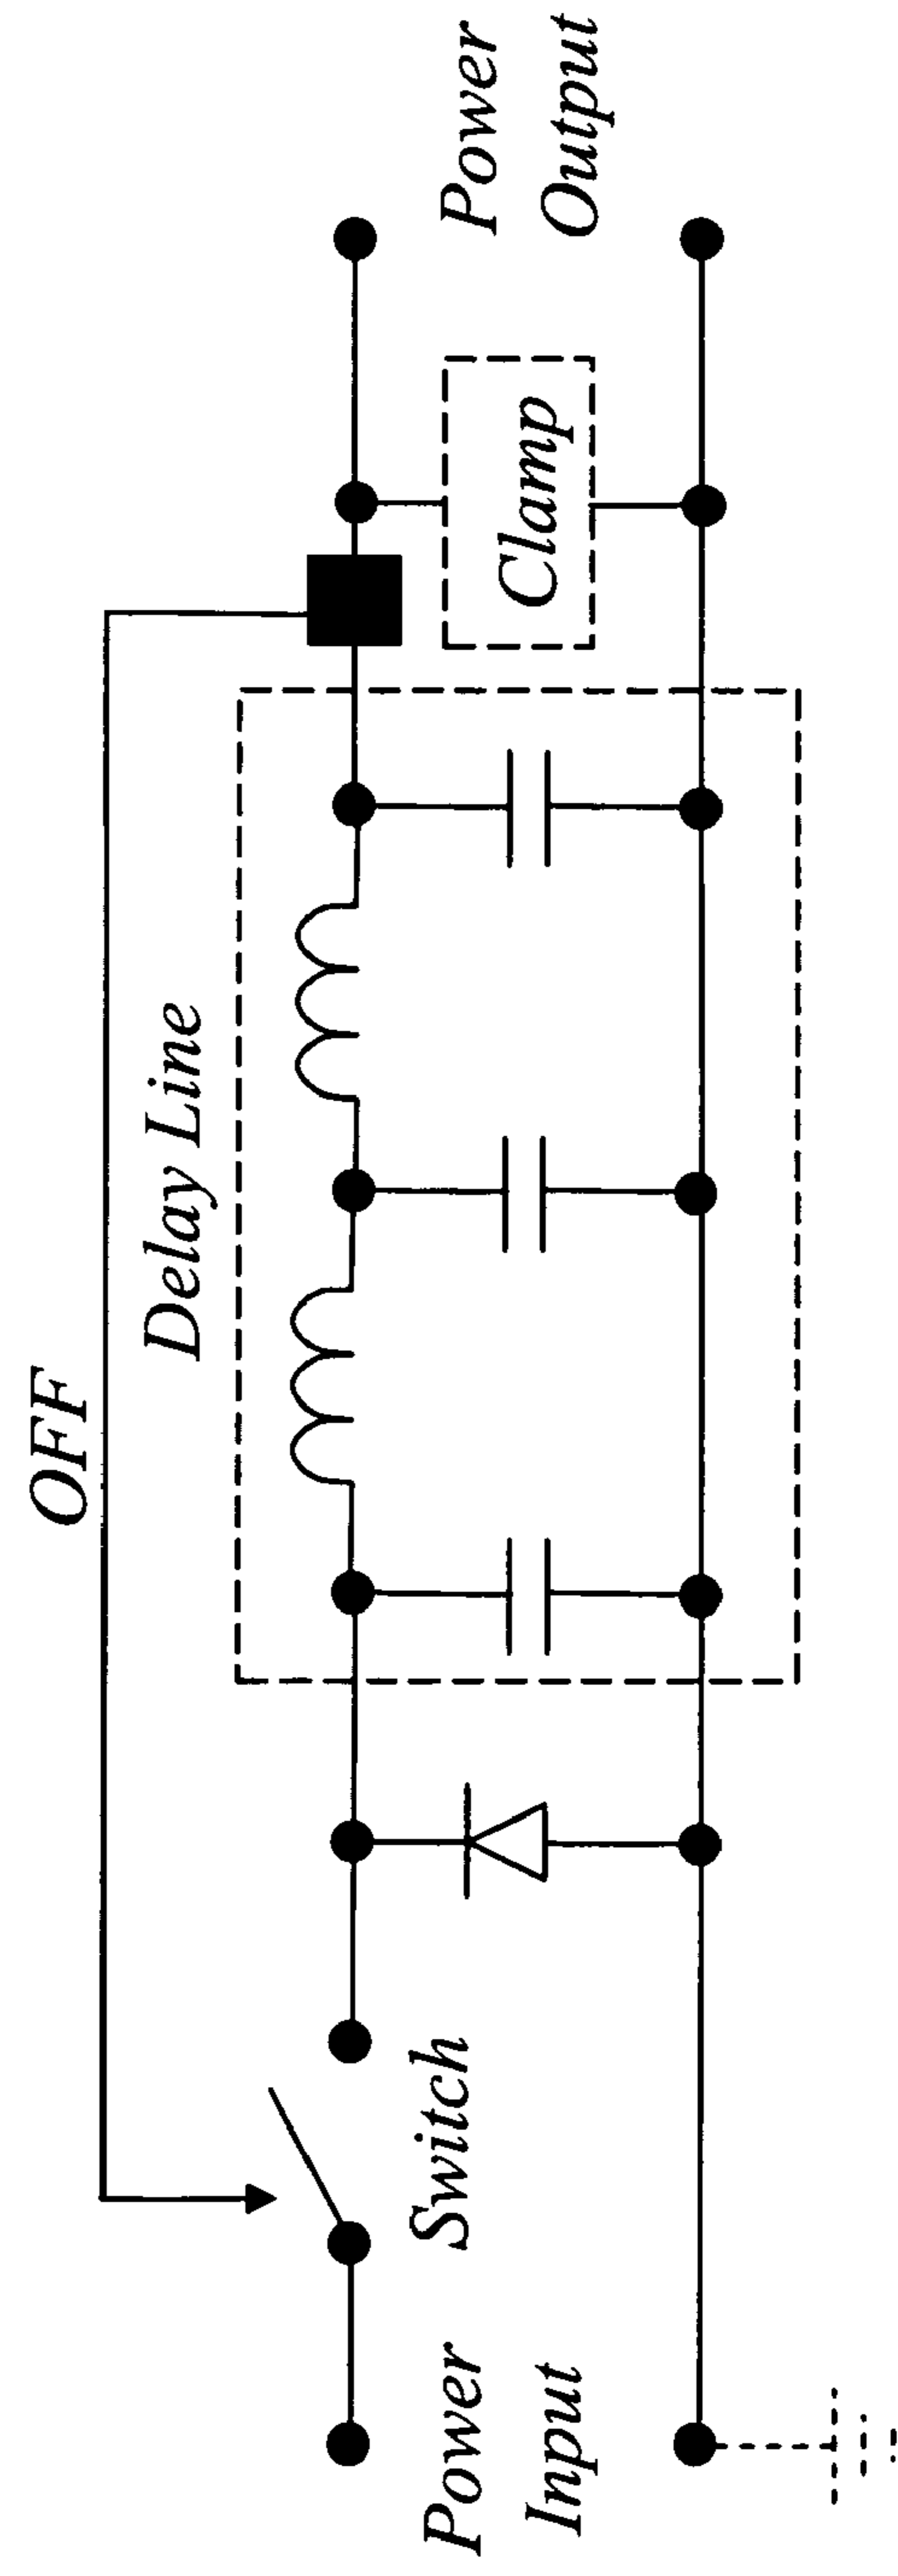 OFF
Delay Line
Power
Input
Switch
Clamp
Power
Output